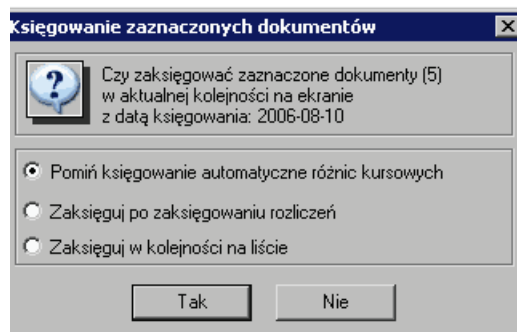 Księgowanie zaznaczonych dokumentów
Czy zaksięgować zaznaczone dokumenty (5)
w aktualnej kolejności na ekranie
z datą księgowania: 2006-08-10
Pomiń księgowanie automatyczne różnic kursowych
Zaksięguj po zaksięgowaniu rozliczeń
Zaksięguj w kolejności na liście
Tak
Nie